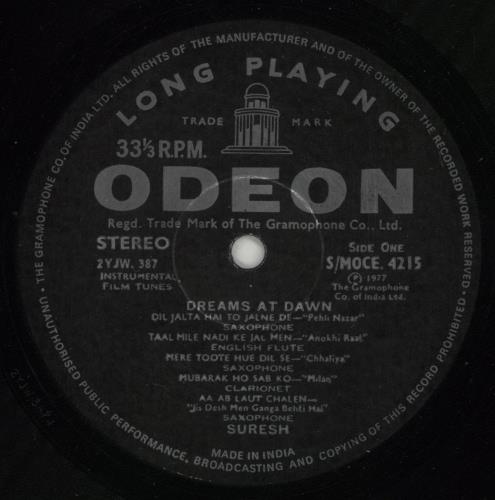 LONG PLAYING
TRADE MARK
33⅓ R.P.M.
ODEON
Regd. Trade Mark of The Gramophone Co., Ltd.
STEREO
SIDE ONE
2YJW. 387
S/MOCE. 4215
INSTRUMENTAL
FILM TUNES
Ⓟ 1977
The Gramophone
Co. of India Ltd.
DREAMS AT DAWN
DIL JALTA HAI TO JALNE DE—"Pehli Nazar"
SAXOPHONE
TAAL MILE NADI KE JAL MEN—"Anokhi Raat"
ENGLISH FLUTE
MERE TOOTE HUE DIL SE—"Chhaliya"
SAXOPHONE
MUBARAK HO SAB KO—"Milan"
CLARIONET
AA AB LAUT CHALEN—
"Jis Desh Men Ganga Behti Hai"
SAXOPHONE
SURESH
MADE IN INDIA
• THE GRAMOPHONE CO. OF INDIA LTD. ALL RIGHTS OF THE MANUFACTURER AND OF THE OWNER OF THE RECORDED WORK RESERVED • UNAUTHORISED PUBLIC PERFORMANCE, BROADCASTING AND COPYING OF THIS RECORD PROHIBITED